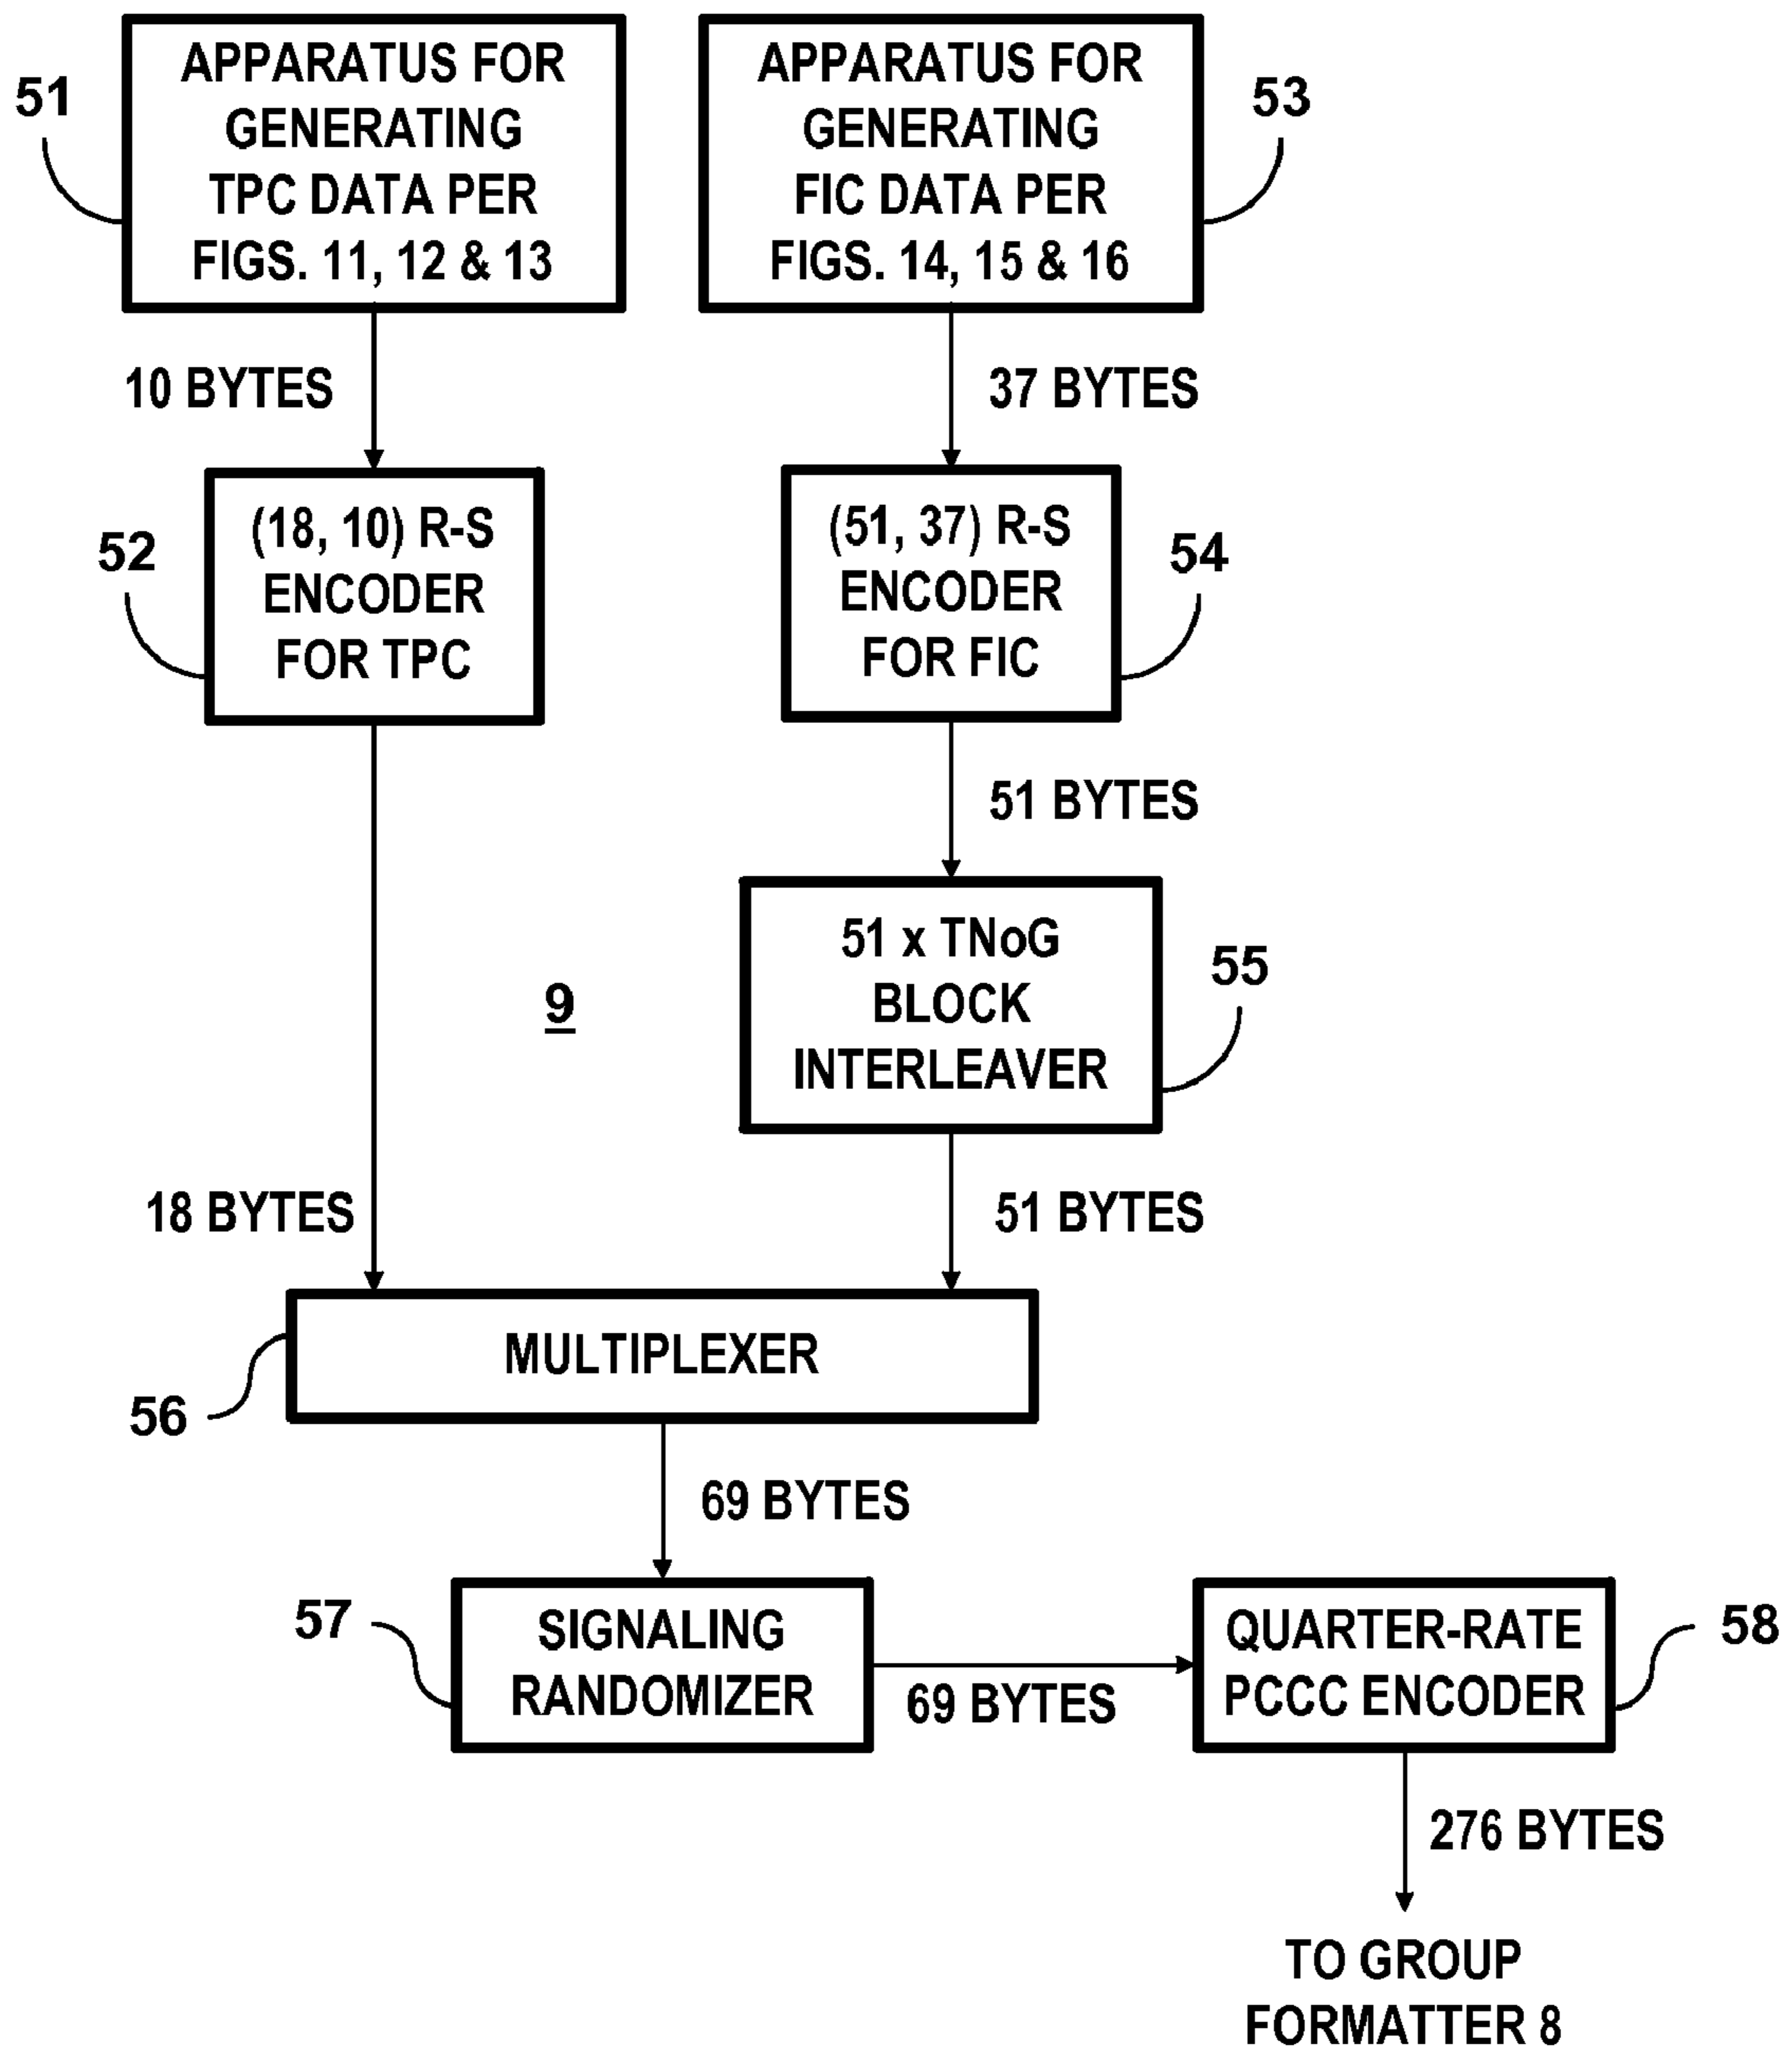 51
APPARATUS FOR
GENERATING
TPC DATA PER
FIGS. 11, 12 & 13
APPARATUS FOR
GENERATING
FIC DATA PER
FIGS. 14, 15 & 16
53
10 BYTES
37 BYTES
52
(18, 10) R-S
ENCODER
FOR TPC
(51, 37) R-S
ENCODER
FOR FIC
54
51 BYTES
9
51 x TNoG
BLOCK
INTERLEAVER
55
18 BYTES
51 BYTES
MULTIPLEXER
56
69 BYTES
57
SIGNALING
RANDOMIZER
69 BYTES
QUARTER-RATE
PCCC ENCODER
58
276 BYTES
TO GROUP
FORMATTER 8